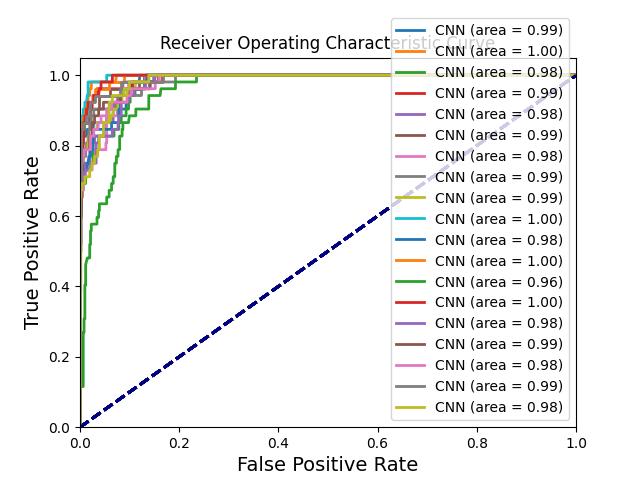 Receiver Operating Characteristic Curve
True Positive Rate
1.0
0.8
0.6
0.4
0.2
0.0
CNN (area = 0.99)
CNN (area = 1.00)
CNN (area = 0.98)
CNN (area = 0.99)
CNN (area = 0.98)
CNN (area = 0.99)
CNN (area = 0.98)
CNN (area = 0.99)
CNN (area = 0.99)
CNN (area = 1.00)
CNN (area = 0.98)
CNN (area = 1.00)
CNN (area = 0.96)
CNN (area = 1.00)
CNN (area = 0.98)
CNN (area = 0.99)
CNN (area = 0.98)
CNN (area = 0.99)
CNN (area = 0.98)
0.0 0.2 0.4 0.6 0.8 1.0
False Positive Rate